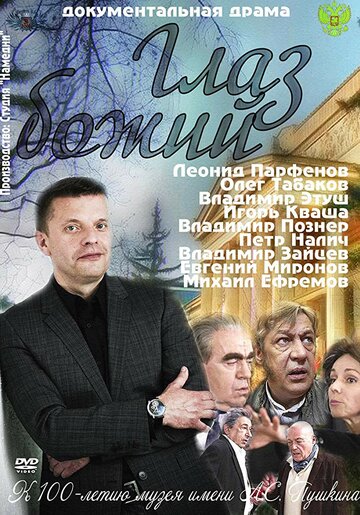 документальная драма
Глаз
божий
Производство: Студия "Намедни"
Леонид Парфенов
Олег Табаков
Владимир Этуш
Игорь Кваша
Владимир Познер
Петр Налич
Владимир Зайцев
Евгений Миронов
Михаил Ефремов
DVD
VIDEO
К 100-летию музея имени А.С. Пушкина